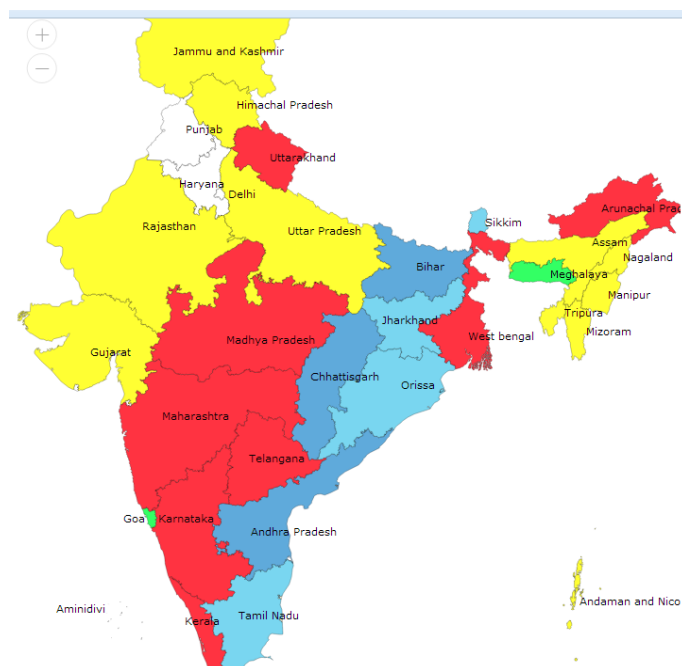 Jammu and Kashmir
Himachal Pradesh
Punjab
Uttarakhand
Haryana
Delhi
Arunachal Prad
Rajasthan
Sikkim
Uttar Pradesh
Assam
Nagaland
Bihar
Meghalaya
Manipur
Tripura
Jharkhand
Mizoram
West bengal
Madhya Pradesh
Gujarat
Chhattisgarh
Orissa
Maharashtra
Telangana
Goa
Karnataka
Andhra Pradesh
Andaman and Nico
Aminidivi
Tamil Nadu
Kerala